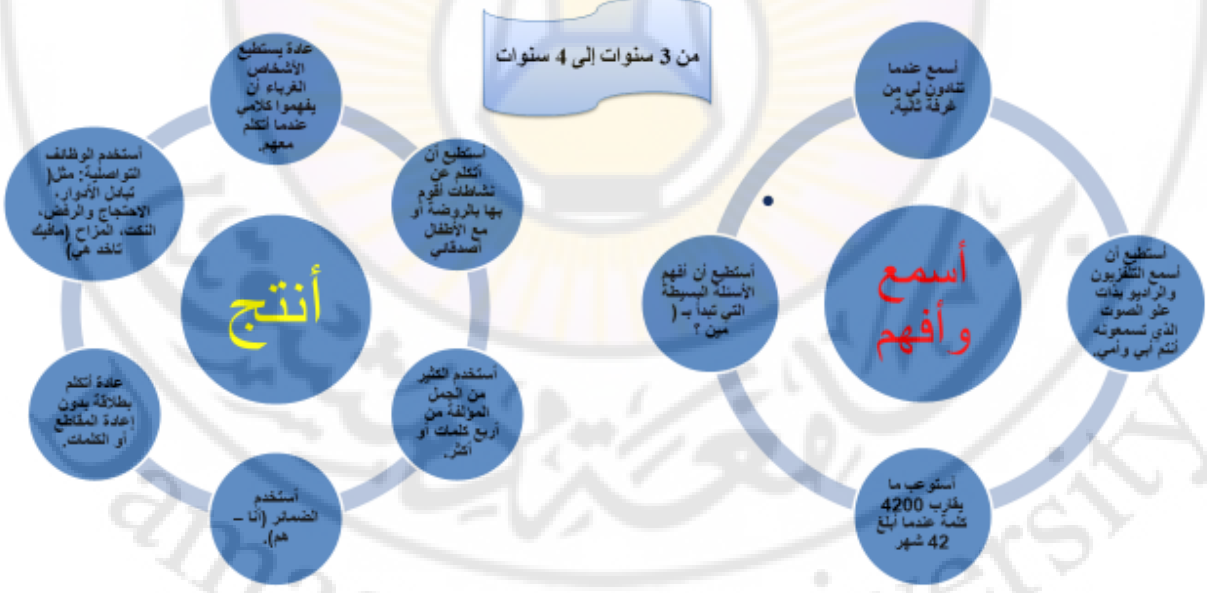 من 3 سنوات إلى 4 سنوات
أسمع
وأفهم
أسمع عندما
تنادون لي من
غرفة ثانية.
أستطيع أن
أسمع التلفزيون
والراديو بذات
علو الصوت
الذي تسمعونه
أنتم أبي وأمي.
أستوعب ما
يقارب 4200
كلمة عندما أبلغ
42 شهر
أستطيع أن أفهم
الأسئلة البسيطة
التي تبدأ بـ (
مين ؟
أنتج
عادة يستطيع
الأشخاص
الغرباء أن
يفهموا كلامي
عندما أتكلم
معهم.
أستطيع أن
أتكلم عن
نشاطات أقوم
بها بالروضة أو
مع الأطفال
اصدقائي
أستخدم الكثير
من الجمل
المؤلفة من
أربع كلمات أو
أكثر.
أستخدم
الضمائر (أنا –
هم).
عادة أتكلم
بطلاقة بدون
إعادة المقاطع
أو الكلمات.
أستخدم الوظائف
التواصلية: مثل(
تبادل الأدوار،
الاحتجاج والرفض،
النكت، المزاح (مافيك
تاخد هي)